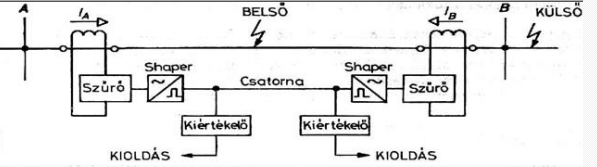 A
I_A
BELSŐ
I_B
B
KÜLSŐ
Szűrő
Shaper
Csatorna
Shaper
Szűrő
Kiértékelő
Kiértékelő
KIOLDÁS
KIOLDÁS